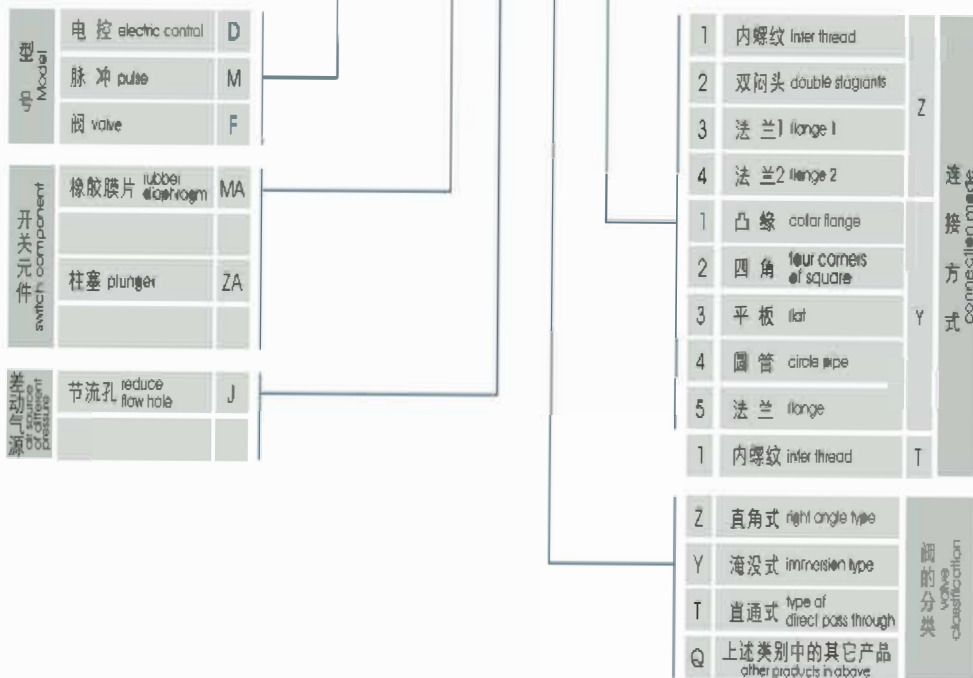 型号 Model
电 控 electric control D
脉 冲 pulse M
阀 valve F
开关元件 switch component
橡胶膜片 rubber diaphragm MA
柱塞 plunger ZA
差动气源 air source of different pressure
节流孔 reduce flow hole J
1 内螺纹 inter thread
2 双闷头 double stagiants
3 法 兰1 flange 1
4 法 兰2 flange 2
Z
1 凸 缘 collar flange
2 四 角 four corners of square
3 平 板 flat
4 圆 管 circle pipe
5 法 兰 flange
Y
1 内螺纹 inter thread T
连接方式 connection mode
Z 直角式 right angle type
Y 淹没式 immersion type
T 直通式 type of direct pass through
Q 上述类别中的其它产品
other products in above
阀的分类 valve classification